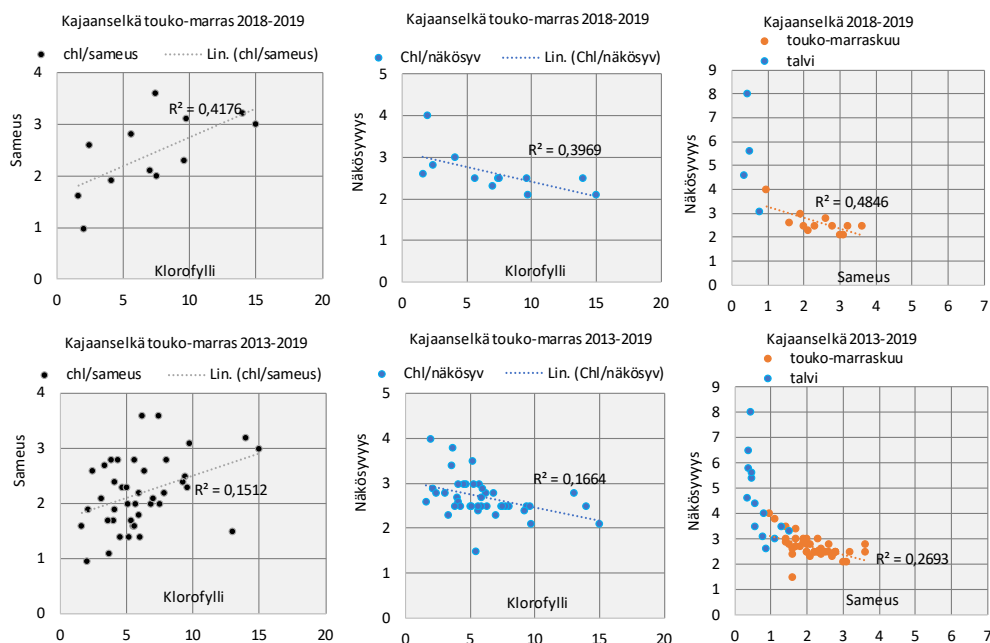 Kajaanselkä touko-marras 2018-2019
chl/sameus
Lin. (chl/sameus)
Sameus
4
3
2
1
0
R² = 0,4176
Klorofylli
0 5 10 15 20
Kajaanselkä touko-marras 2018-2019
Chl/näkösyv
Lin. (Chl/näkösyv)
Näkösyvyys
5
4
3
2
1
0
R² = 0,3969
Klorofylli
0 5 10 15 20
Kajaanselkä touko-marras 2018-2019
touko-marraskuu
talvi
Näkösyvyys
9
8
7
6
5
4
3
2
1
0
R² = 0,4846
Sameus
0 1 2 3 4 5 6 7
Kajaanselkä touko-marras 2013-2019
chl/sameus
Lin. (chl/sameus)
Sameus
4
3
2
1
0
R² = 0,1512
Klorofylli
0 5 10 15 20
Kajaanselkä touko-marras 2013-2019
Chl/näkösyv
Lin. (Chl/näkösyv)
Näkösyvyys
5
4
3
2
1
0
R² = 0,1664
Klorofylli
0 5 10 15 20
Kajaanselkä touko-marras 2013-2019
touko-marraskuu
talvi
Näkösyvyys
9
8
7
6
5
4
3
2
1
0
R² = 0,2693
Sameus
0 1 2 3 4 5 6 7